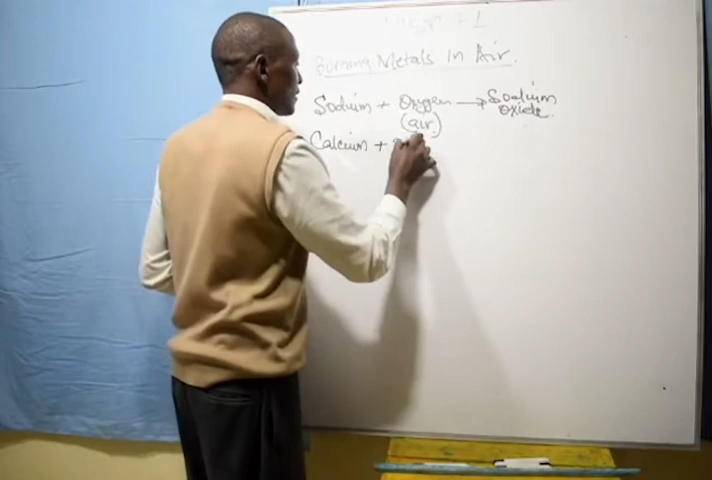 Burning Metals In Air.
Sodium + Oxygen → Sodium
oxide.
(air)
Calcium +